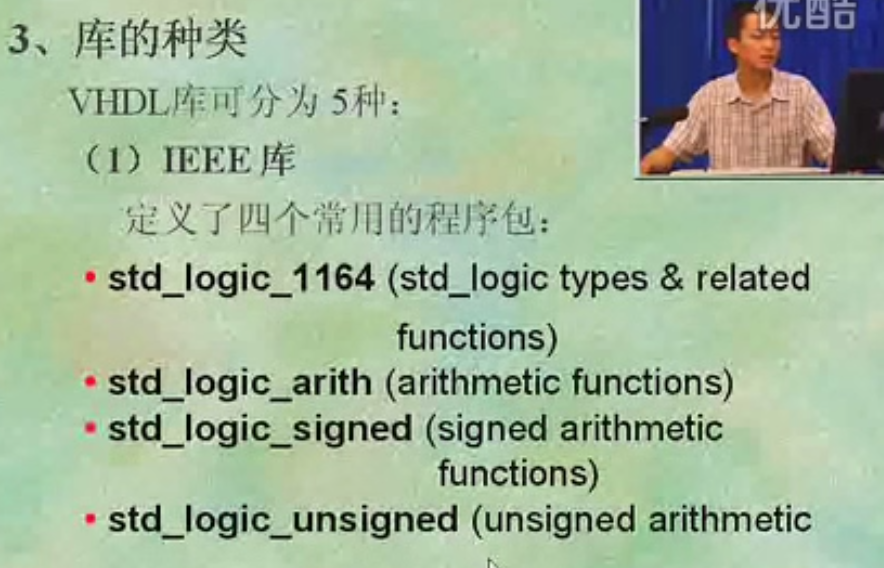 优酷
3、库的种类
VHDL库可分为 5种：
（1）IEEE 库
定义了四个常用的程序包：
• std_logic_1164 (std_logic types & related
functions)
• std_logic_arith (arithmetic functions)
• std_logic_signed (signed arithmetic
functions)
• std_logic_unsigned (unsigned arithmetic